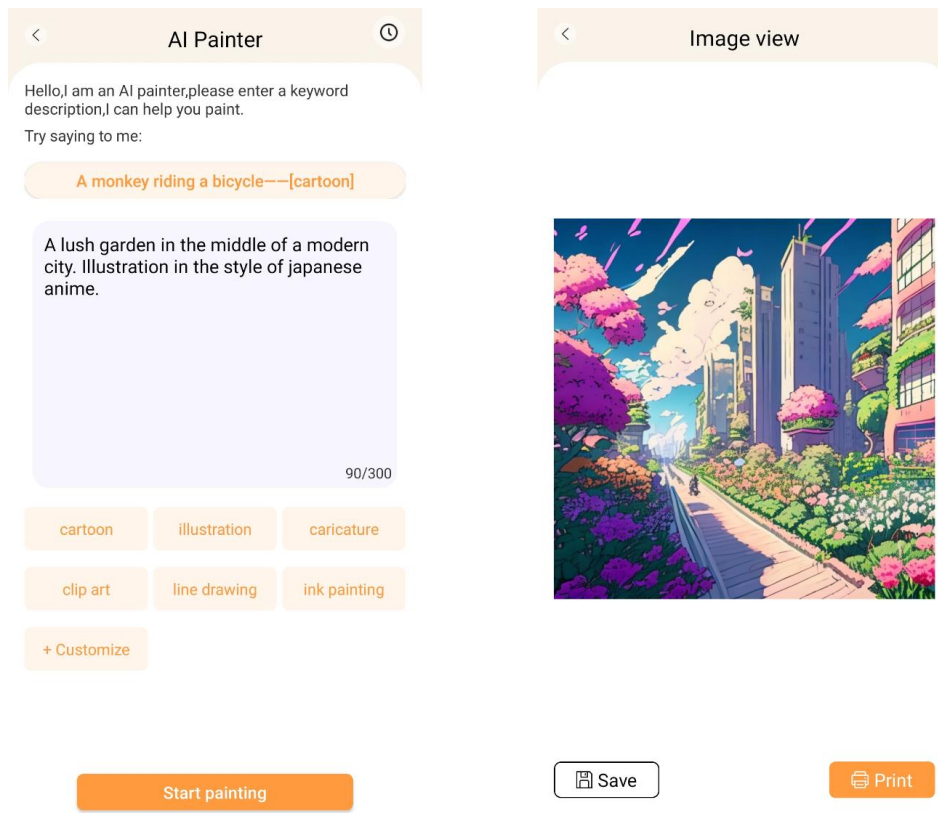 AI Painter
Hello,I am an AI painter,please enter a keyword
description,I can help you paint.
Try saying to me:
A monkey riding a bicycle——[cartoon]
A lush garden in the middle of a modern
city. Illustration in the style of japanese
anime.
90/300
cartoon
illustration
caricature
clip art
line drawing
ink painting
+ Customize
Start painting
Image view
Save
Print